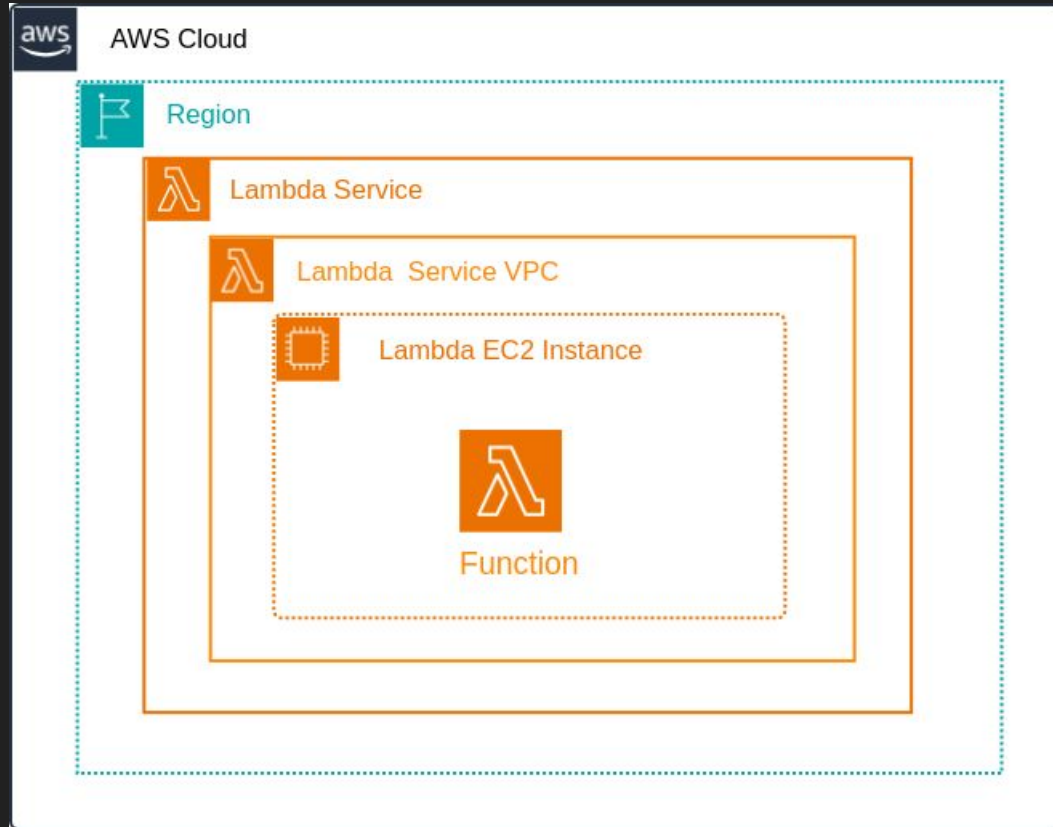 aws
AWS Cloud
Region
Lambda Service
Lambda  Service VPC
Lambda EC2 Instance
Function